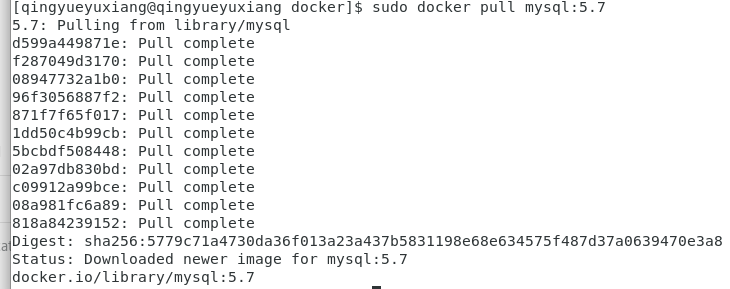 [qingyueyuxiang@qingyueyuxiang docker]$ sudo docker pull mysql:5.7
5.7: Pulling from library/mysql
d599a449871e: Pull complete
f287049d3170: Pull complete
08947732a1b0: Pull complete
96f3056887f2: Pull complete
871f7f65f017: Pull complete
1dd50c4b99cb: Pull complete
5bcbdf508448: Pull complete
02a97db830bd: Pull complete
c09912a99bce: Pull complete
08a981fc6a89: Pull complete
818a84239152: Pull complete
Digest: sha256:5779c71a4730da36f013a23a437b5831198e68e634575f487d37a0639470e3a8
Status: Downloaded newer image for mysql:5.7
docker.io/library/mysql:5.7